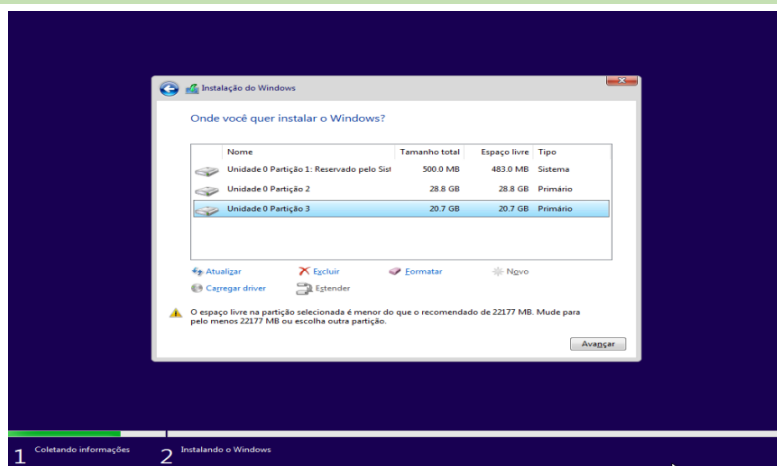 Instalação do Windows
Onde você quer instalar o Windows?
Nome Tamanho total Espaço livre Tipo
Unidade 0 Partição 1: Reservado pelo Sist 500.0 MB 483.0 MB Sistema
Unidade 0 Partição 2 28.8 GB 28.8 GB Primário
Unidade 0 Partição 3 20.7 GB 20.7 GB Primário
Atualizar Excluir Formatar Novo
Carregar driver Estender
O espaço livre na partição selecionada é menor do que o recomendado de 22177 MB. Mude para
pelo menos 22177 MB ou escolha outra partição.
Avançar
1 Coletando informações 2 Instalando o Windows